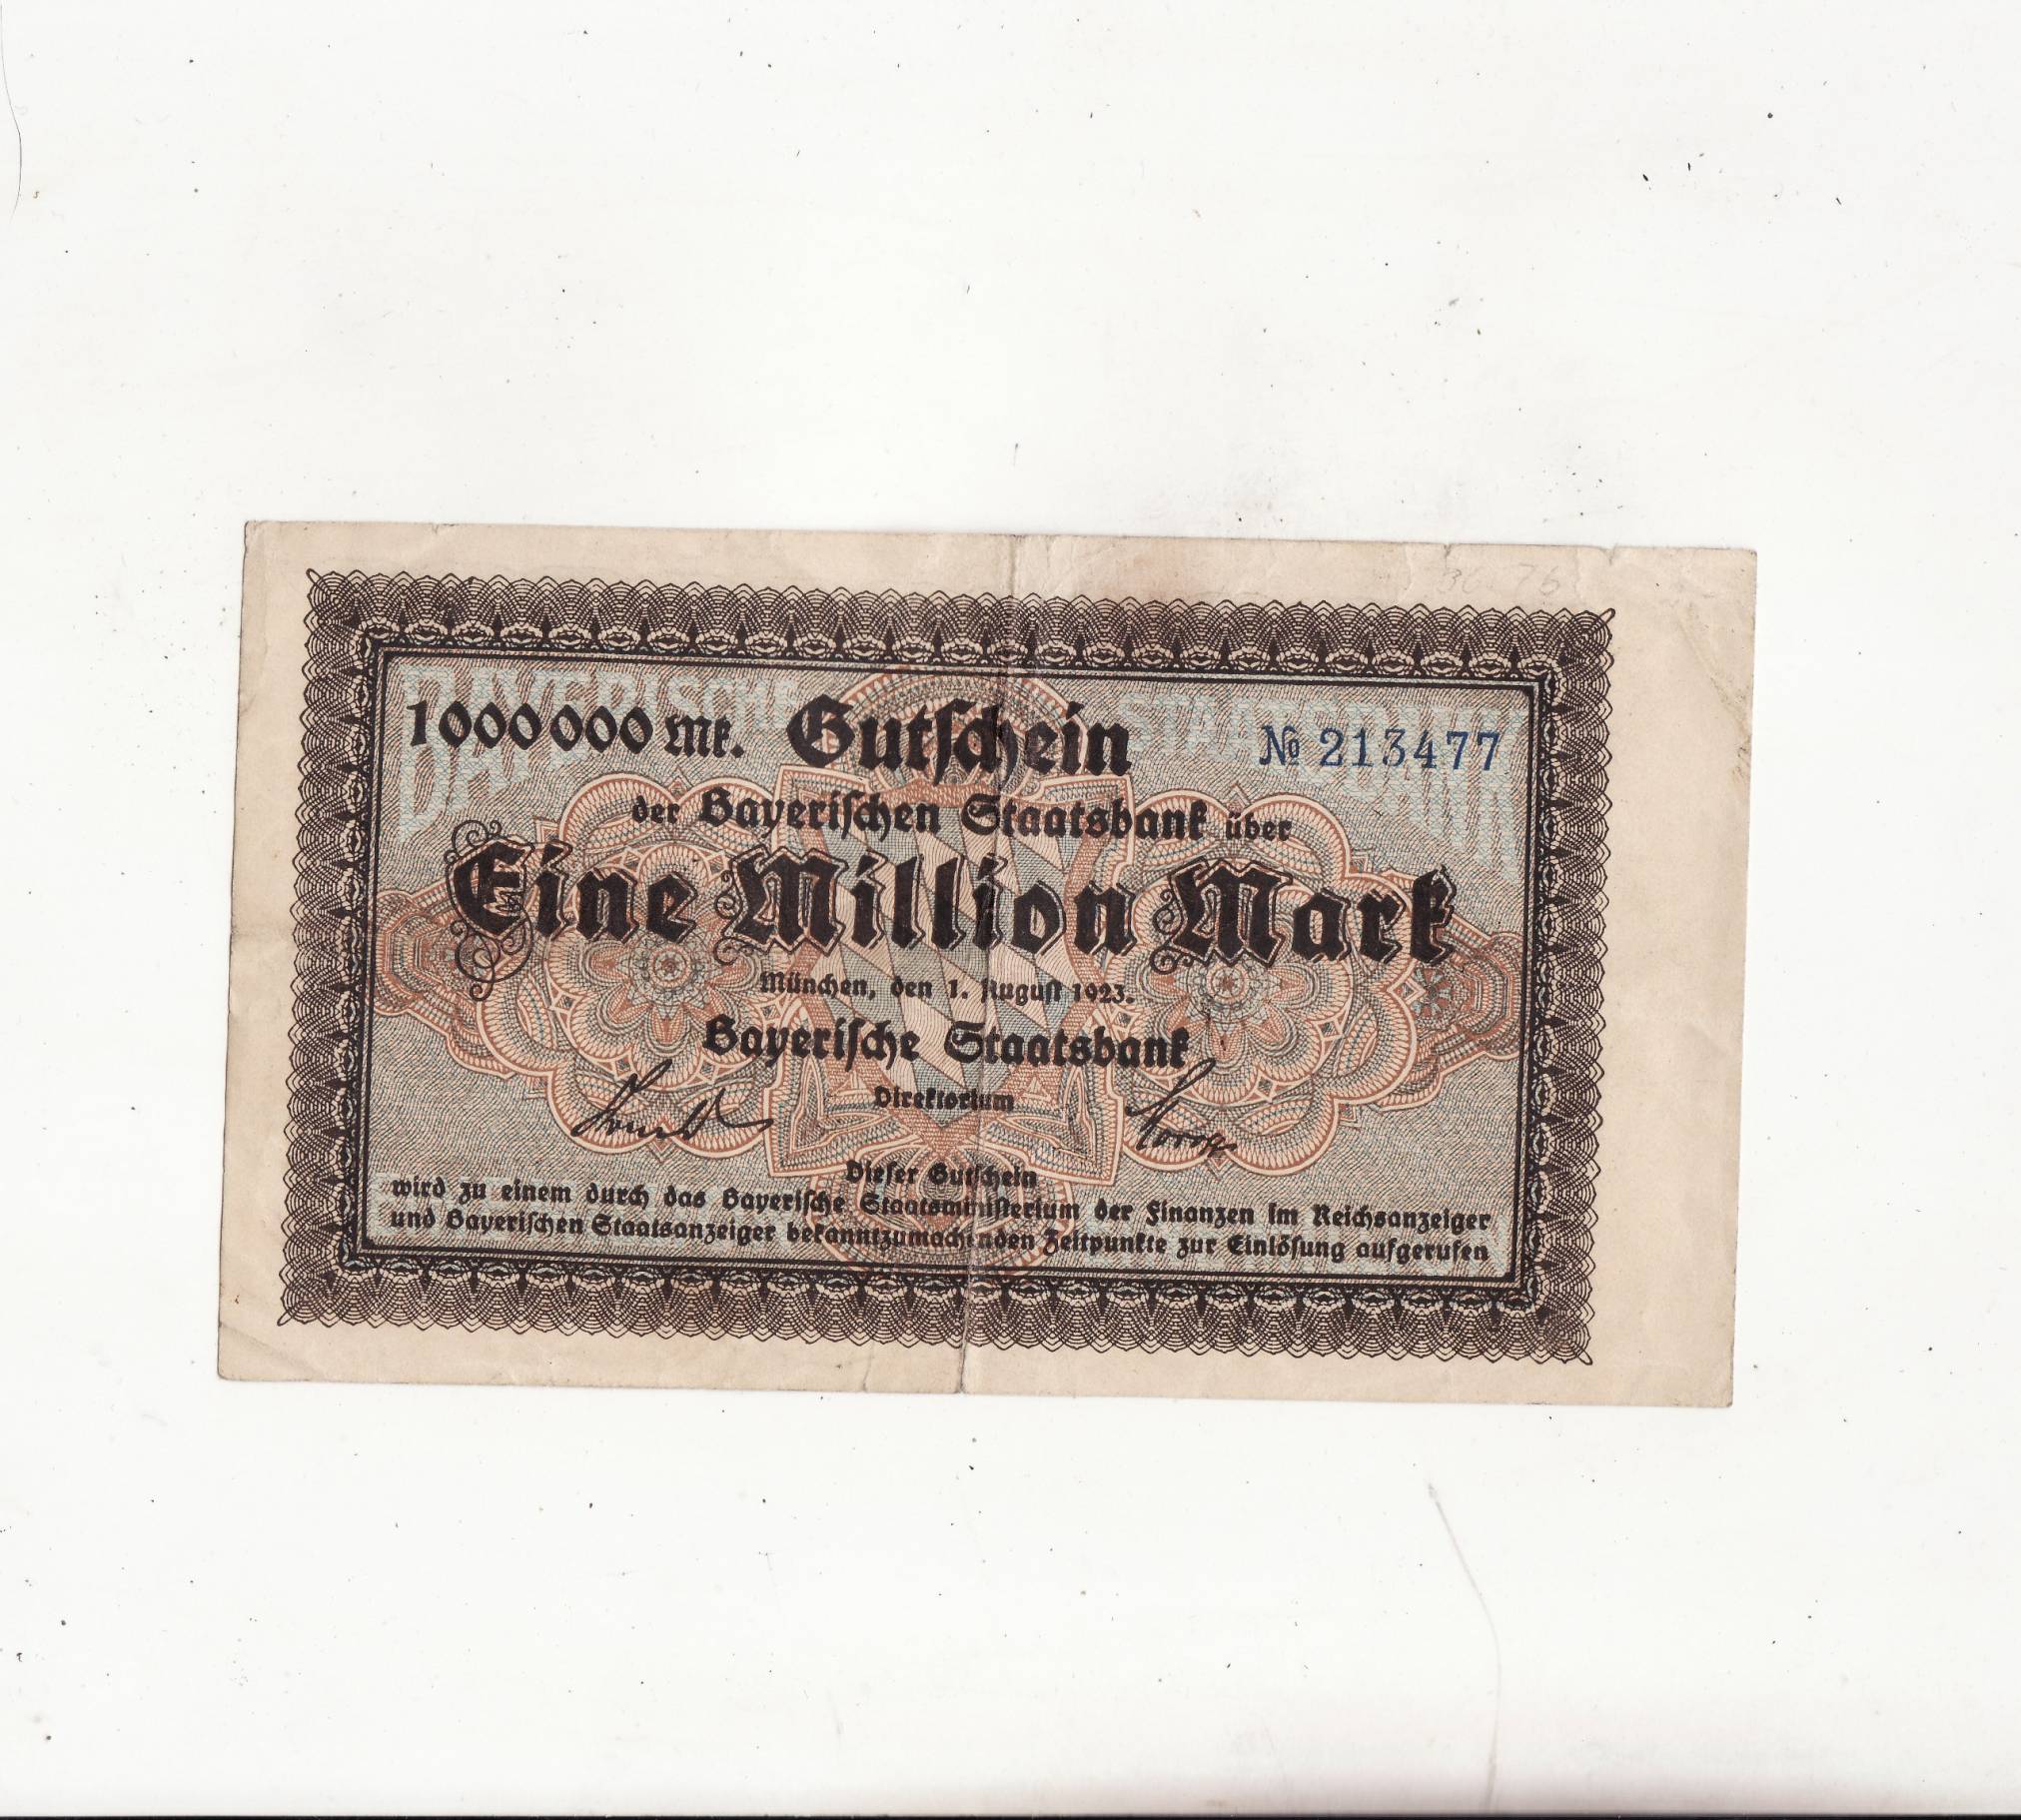 BAYERISCHE STAATSBANK
1000000 Mk. Gutschein № 213477
der Bayerischen Staatsbank über
Eine Million Mark
München, den 1. August 1923.
Bayerische Staatsbank
Direktorium
Dieser Gutschein
wird zu einem durch das Bayerische Staatsministerium der Finanzen im Reichsanzeiger
und Bayerischen Staatsanzeiger bekanntzumachenden Zeitpunkte zur Einlösung aufgerufen